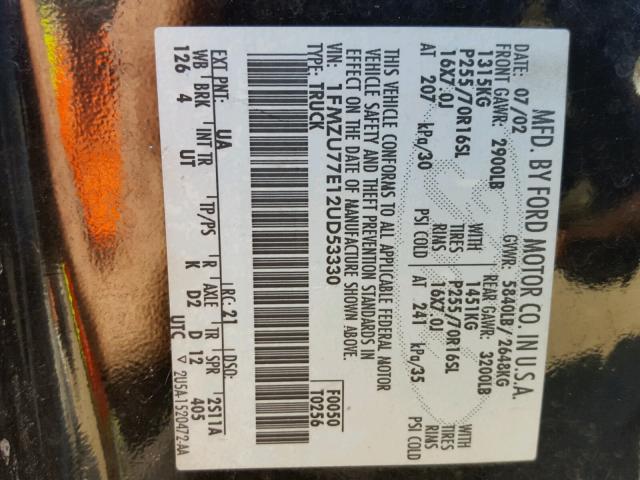 MFD. BY FORD MOTOR CO. IN U.S.A.
DATE: 07/02 GVWR: 5840LB/ 2648KG
FRONT GAWR: 2900LB REAR GAWR: 3200LB
1315KG WITH 1451KG WITH
P255/70R16SL TIRES P255/70R16SL TIRES
16X7.0J RIMS 16X7.0J RIMS
AT 207 kPa/30 PSI COLD AT 241 kPa/35 PSI COLD
THIS VEHICLE CONFORMS TO ALL APPLICABLE FEDERAL MOTOR
VEHICLE SAFETY AND THEFT PREVENTION STANDARDS IN
EFFECT ON THE DATE OF MANUFACTURE SHOWN ABOVE.
VIN: 1FMZU77E12UD53330 F0050
TYPE: TRUCK T0256
EXT PNT: UA RC: 21 DSO:
WB BRK INT TR TP/PS R AXLE TR SPR 2S11A
126 4 UT K D2 D 12 405
UTC ▽ 2U5A-1520472-AA